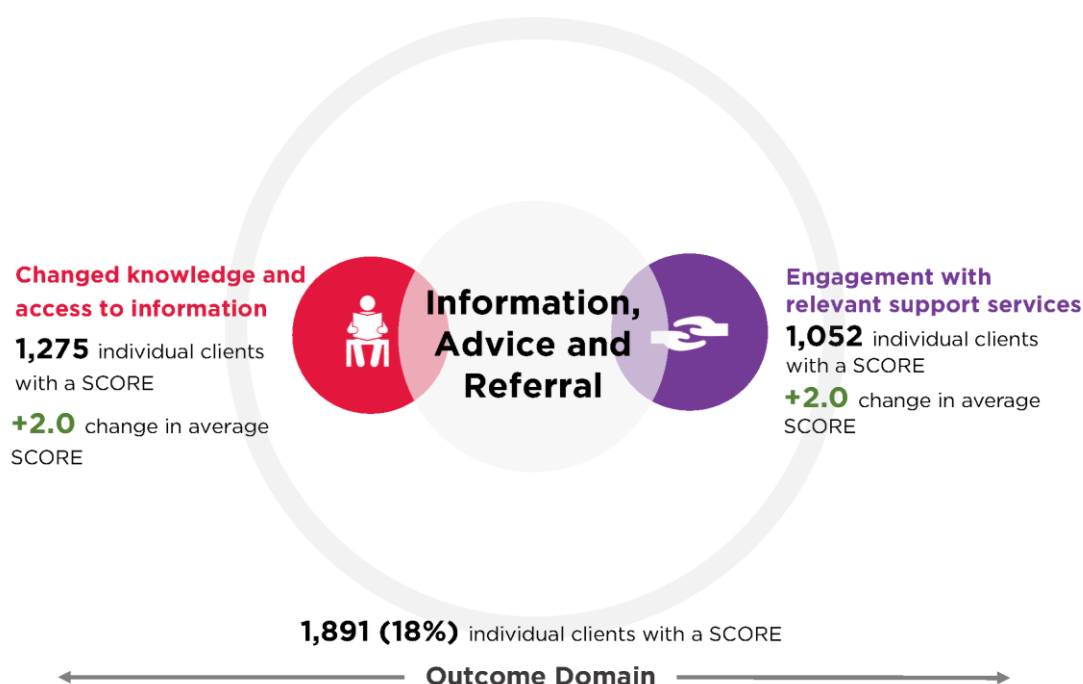 Changed knowledge and
access to information
1,275 individual clients
with a SCORE
+2.0 change in average
SCORE
Information,
Advice and
Referral
Engagement with
relevant support services
1,052 individual clients
with a SCORE
+2.0 change in average
SCORE
1,891 (18%) individual clients with a SCORE
Outcome Domain